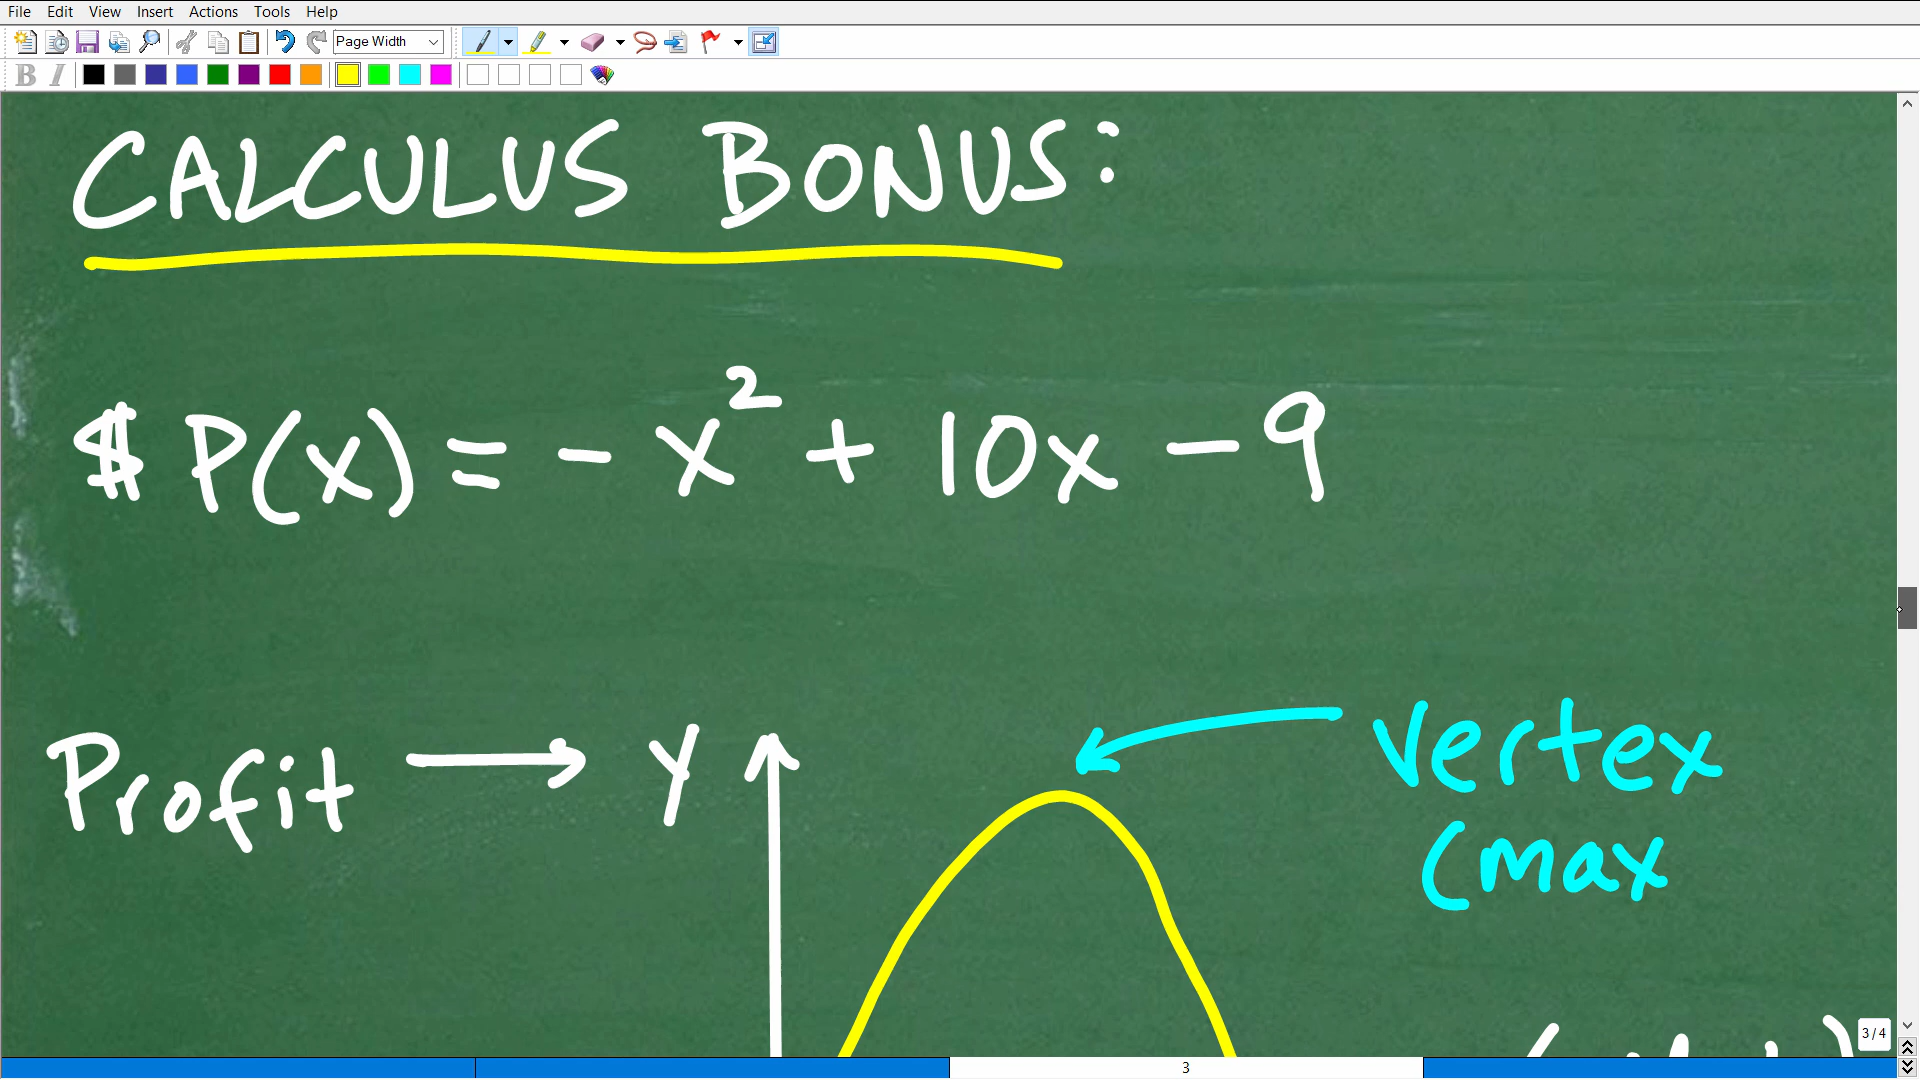 File Edit View Insert Actions Tools Help
Page Width
B I
CALCULUS BONUS:
$ P(x) = - x² + 10x - 9
Profit → y
vertex
(max
3 / 4
3